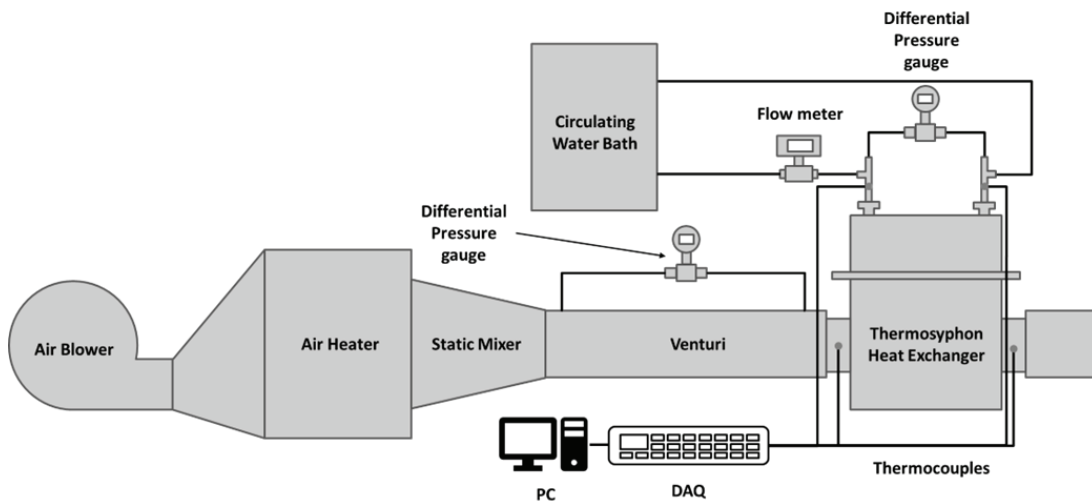 Differential
Pressure
gauge
Circulating
Water Bath
Flow meter
Differential
Pressure
gauge
Air Blower
Air Heater
Static Mixer
Venturi
Thermosyphon
Heat Exchanger
Thermocouples
PC
DAQ